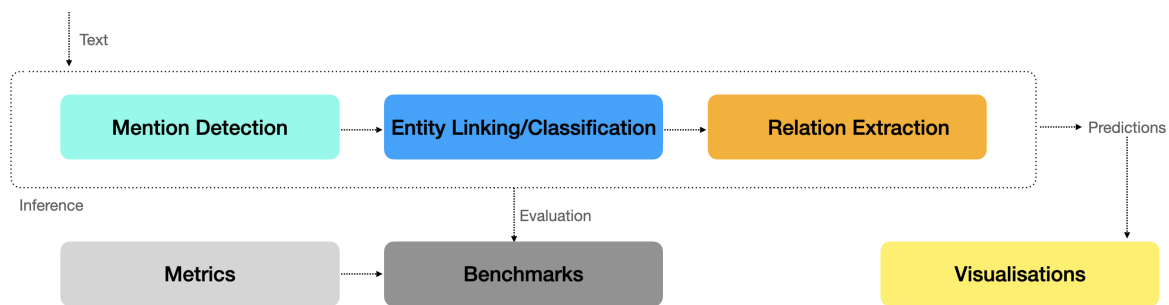 Text
Mention Detection
Entity Linking/Classification
Relation Extraction
Predictions
Inference
Evaluation
Metrics
Benchmarks
Visualisations